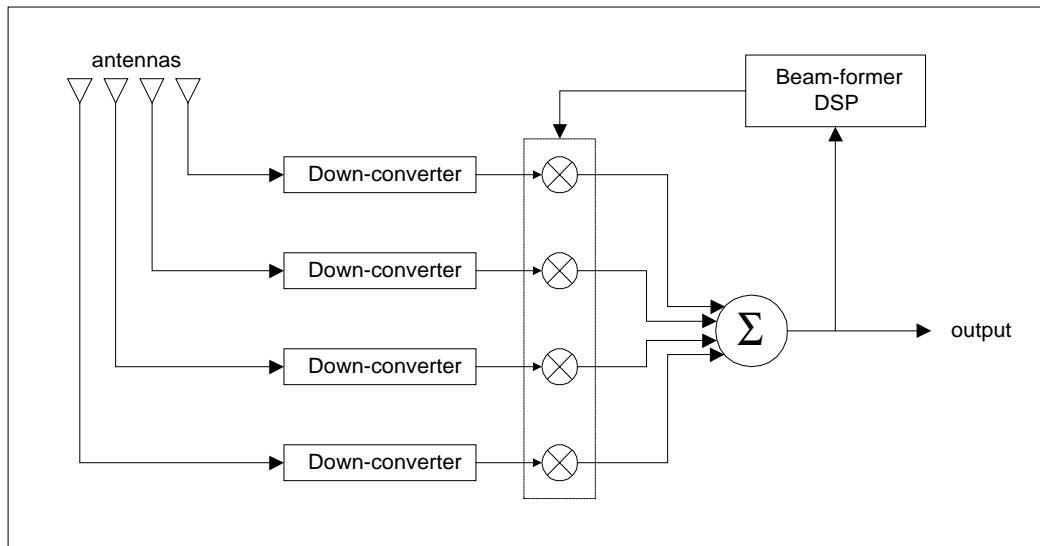 antennas
Beam-former
DSP
Down-converter
Down-converter
Σ
output
Down-converter
Down-converter